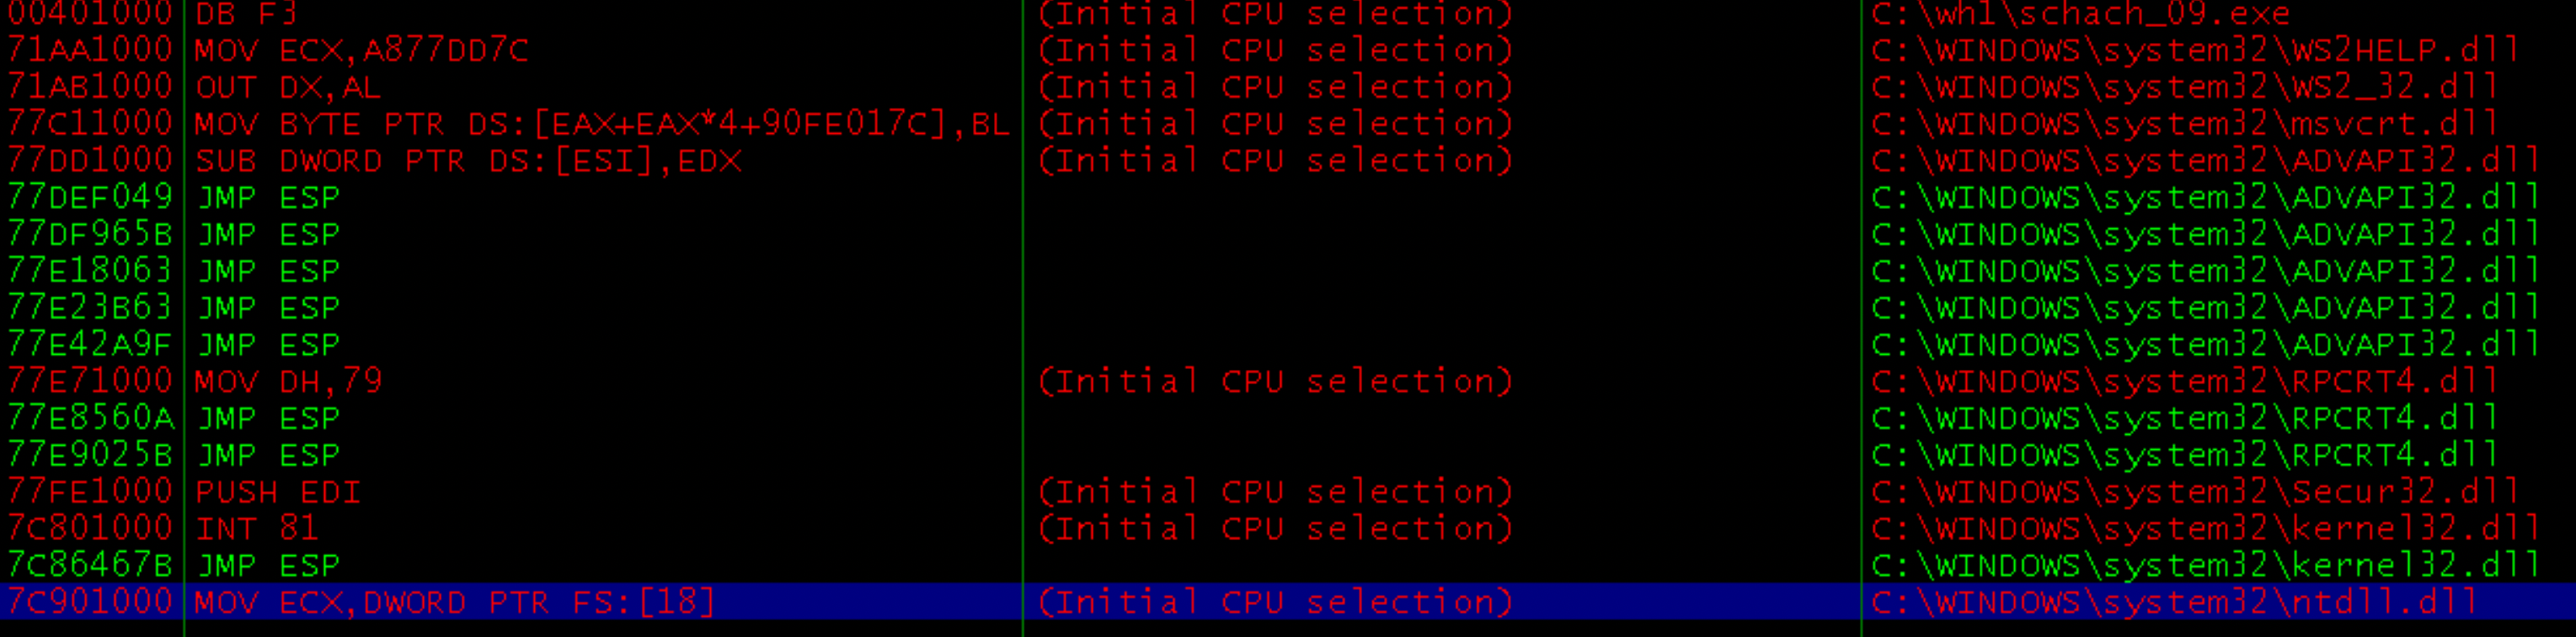 00401000 DB F3 (Initial CPU selection) C:\whl\schach_09.exe
71AA1000 MOV ECX,A877DD7C (Initial CPU selection) C:\WINDOWS\system32\WS2HELP.dll
71AB1000 OUT DX,AL (Initial CPU selection) C:\WINDOWS\system32\WS2_32.dll
77C11000 MOV BYTE PTR DS:[EAX+EAX*4+90FE017C],BL (Initial CPU selection) C:\WINDOWS\system32\msvcrt.dll
77DD1000 SUB DWORD PTR DS:[ESI],EDX (Initial CPU selection) C:\WINDOWS\system32\ADVAPI32.dll
77DEF049 JMP ESP C:\WINDOWS\system32\ADVAPI32.dll
77DF965B JMP ESP C:\WINDOWS\system32\ADVAPI32.dll
77E18063 JMP ESP C:\WINDOWS\system32\ADVAPI32.dll
77E23B63 JMP ESP C:\WINDOWS\system32\ADVAPI32.dll
77E42A9F JMP ESP C:\WINDOWS\system32\ADVAPI32.dll
77E71000 MOV DH,79 (Initial CPU selection) C:\WINDOWS\system32\RPCRT4.dll
77E8560A JMP ESP C:\WINDOWS\system32\RPCRT4.dll
77E9025B JMP ESP C:\WINDOWS\system32\RPCRT4.dll
77FE1000 PUSH EDI (Initial CPU selection) C:\WINDOWS\system32\Secur32.dll
7C801000 INT 81 (Initial CPU selection) C:\WINDOWS\system32\kernel32.dll
7C86467B JMP ESP C:\WINDOWS\system32\kernel32.dll
7C901000 MOV ECX,DWORD PTR FS:[18] (Initial CPU selection) C:\WINDOWS\system32\ntdll.dll